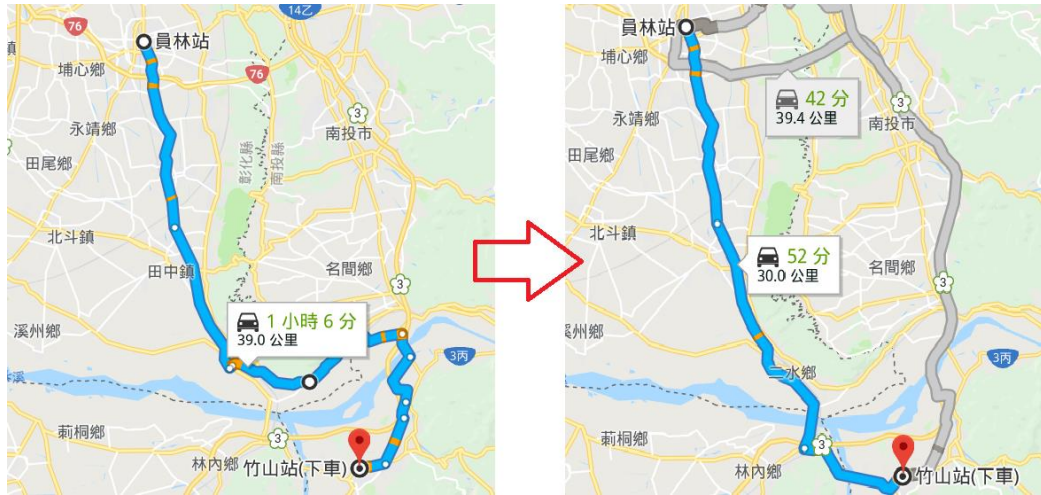 14乙
76
員林站
埔心鄉
76
永靖鄉
3
南投市
田尾鄉
彰化縣
南投縣
北斗鎮
田中鎮
名間鄉
3
1 小時 6 分
39.0 公里
溪州鄉
3丙
溪
莿桐鄉
3
林內鄉
竹山站(下車)
員林站
埔心鄉
42 分
39.4 公里
3
永靖鄉
南投市
田尾鄉
北斗鎮
52 分
30.0 公里
名間鄉
3
溪州鄉
3丙
二水鄉
莿桐鄉
3
林內鄉
竹山站(下車)